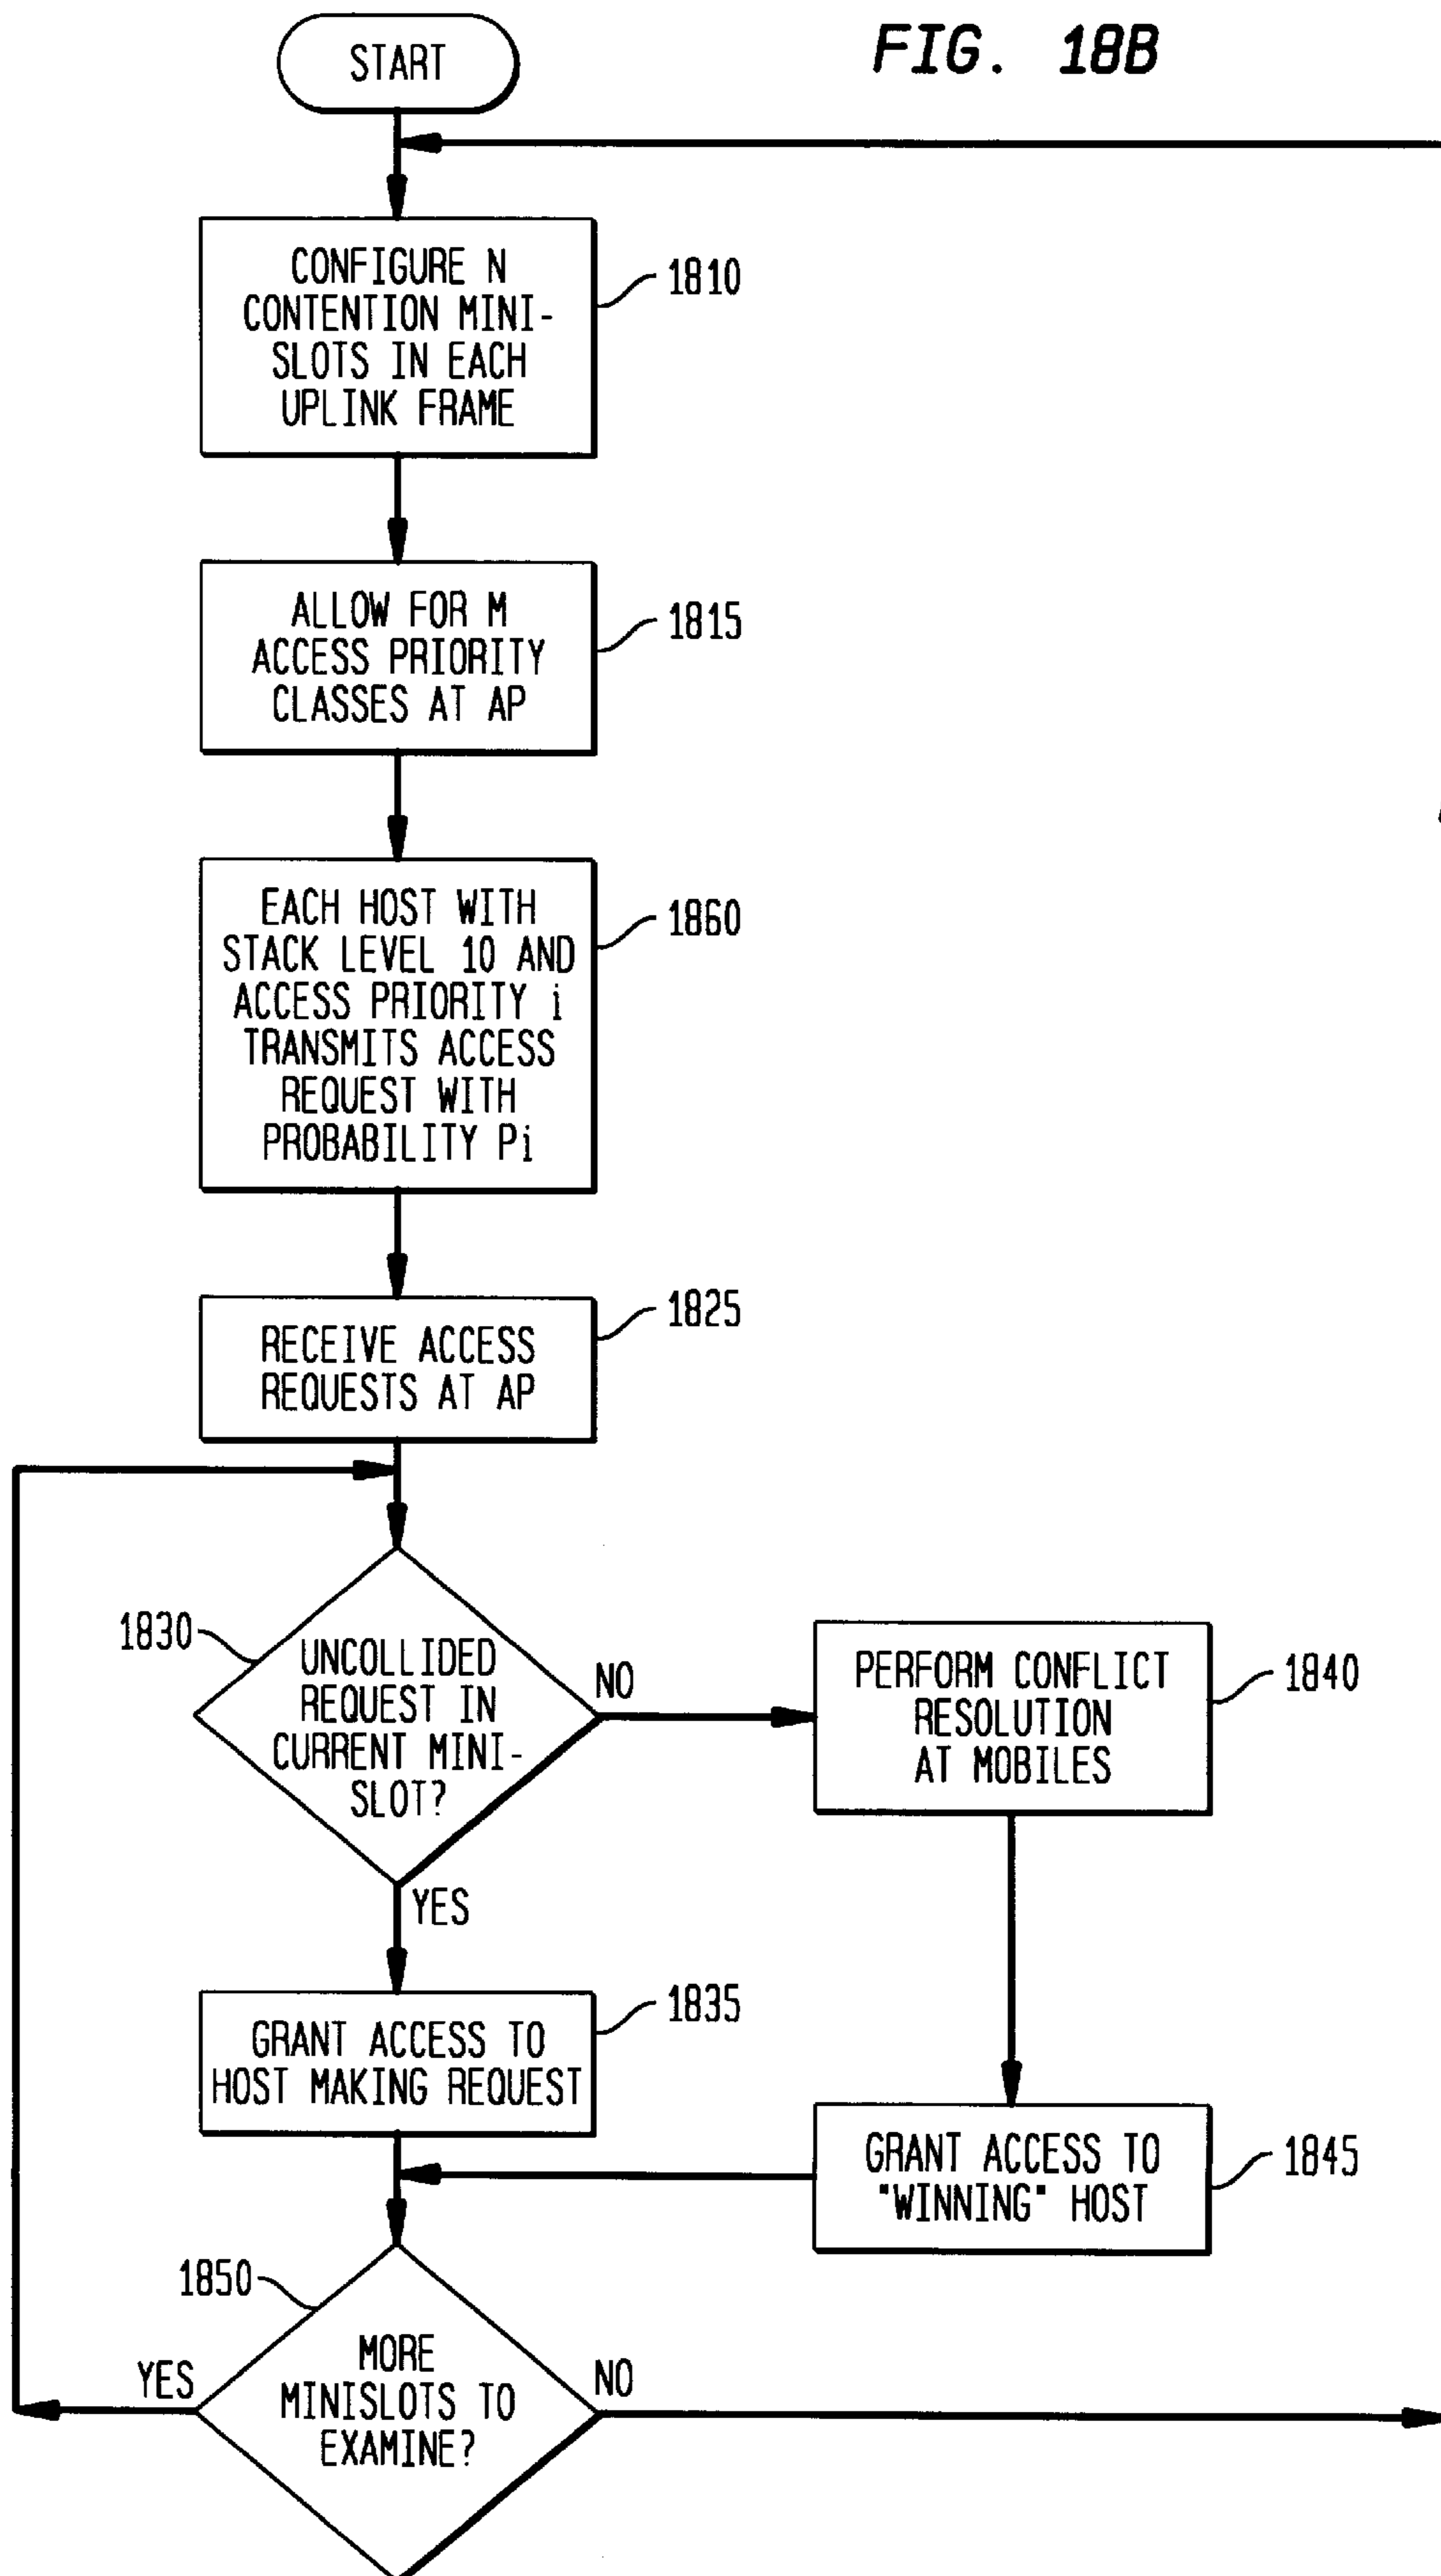 START
FIG. 18B
CONFIGURE N
CONTENTION MINI-
SLOTS IN EACH
UPLINK FRAME
1810
ALLOW FOR M
ACCESS PRIORITY
CLASSES AT AP
1815
EACH HOST WITH
STACK LEVEL 10 AND
ACCESS PRIORITY i
TRANSMITS ACCESS
REQUEST WITH
PROBABILITY Pi
1860
RECEIVE ACCESS
REQUESTS AT AP
1825
1830
UNCOLLIDED
REQUEST IN
CURRENT MINI-
SLOT?
NO
YES
PERFORM CONFLICT
RESOLUTION
AT MOBILES
1840
GRANT ACCESS TO
HOST MAKING REQUEST
1835
GRANT ACCESS TO
"WINNING" HOST
1845
1850
MORE
MINISLOTS TO
EXAMINE?
YES
NO